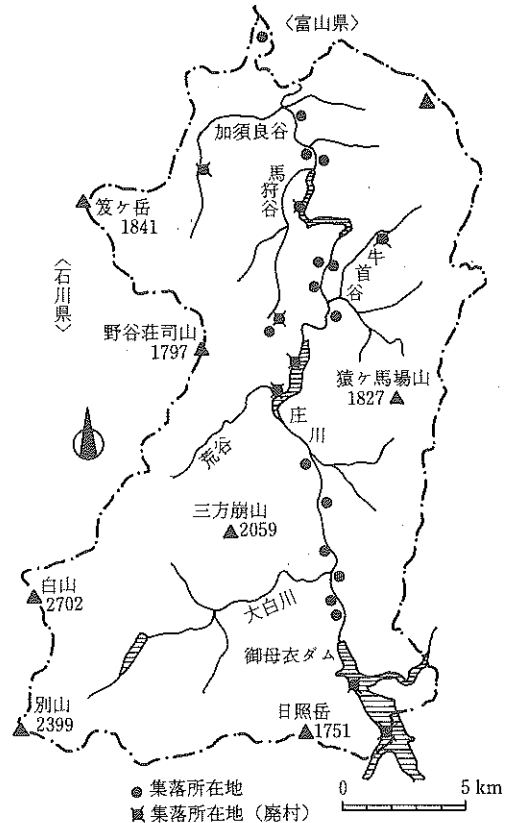 〈富山県〉
加須良谷
馬狩谷
笈ケ岳
1841
牛首谷
〈石川県〉
野谷荘司山
1797
猿ケ馬場山
1827
庄川
荒谷
三方崩山
2059
白山
2702
大白川
御母衣ダム
別山
2399
日照岳
1751
集落所在地
集落所在地（廃村）
0 5 km